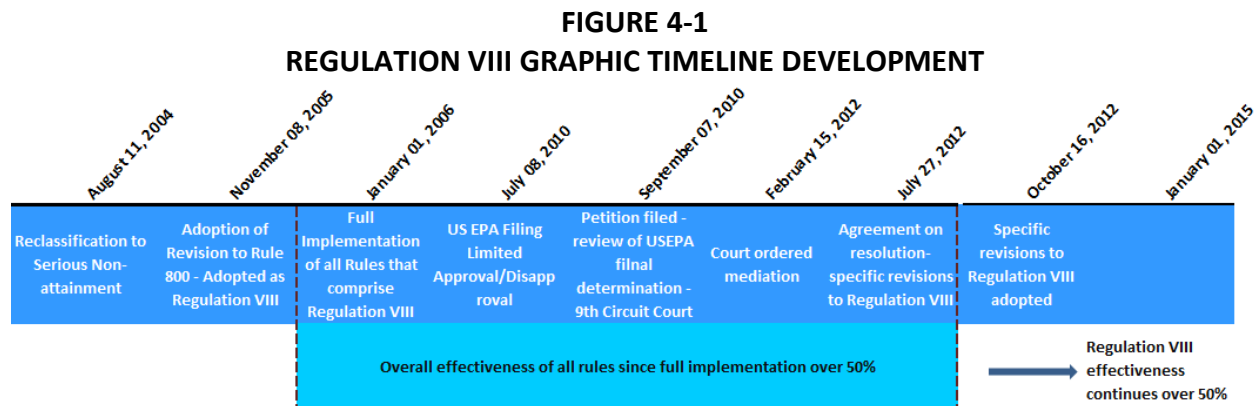 FIGURE 4-1
REGULATION VIII GRAPHIC TIMELINE DEVELOPMENT
August 11, 2004
November 08, 2005
January 01, 2006
July 08, 2010
September 07, 2010
February 15, 2012
July 27, 2012
October 16, 2012
January 01, 2015
Reclassification to
Serious Non-
attainment
Adoption of
Revision to Rule
800 - Adopted as
Regulation VIII
Full
Implementation
of all Rules that
comprise
Regulation VIII
US EPA Filing
Limited
Approval/Disapp
roval
Petition filed -
review of USEPA
filnal
determination -
9th Circuit Court
Court ordered
mediation
Agreement on
resolution-
specific revisions
to Regulation VIII
Specific
revisions to
Regulation VIII
adopted
Overall effectiveness of all rules since full implementation over 50%
Regulation VIII
effectiveness
continues over 50%